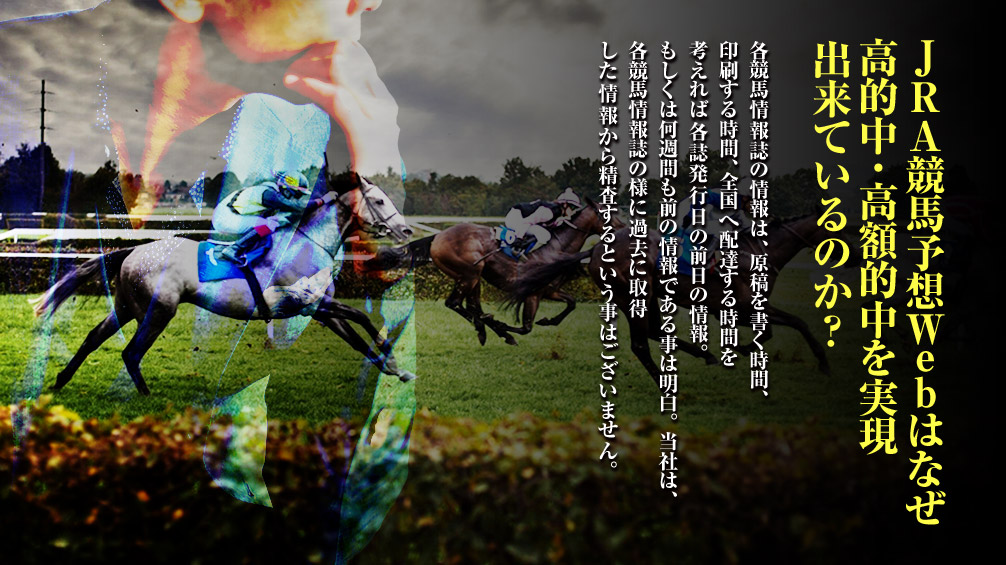 JRA競馬予想Webはなぜ
高的中・高額的中を実現
出来ているのか？
各競馬情報誌の情報は、原稿を書く時間、
印刷する時間、全国へ配達する時間を
考えれば各誌発行日の前日の情報。
もしくは何週間も前の情報である事は明白。当社は、
各競馬情報誌の様に過去に取得
した情報から精査するという事はございません。